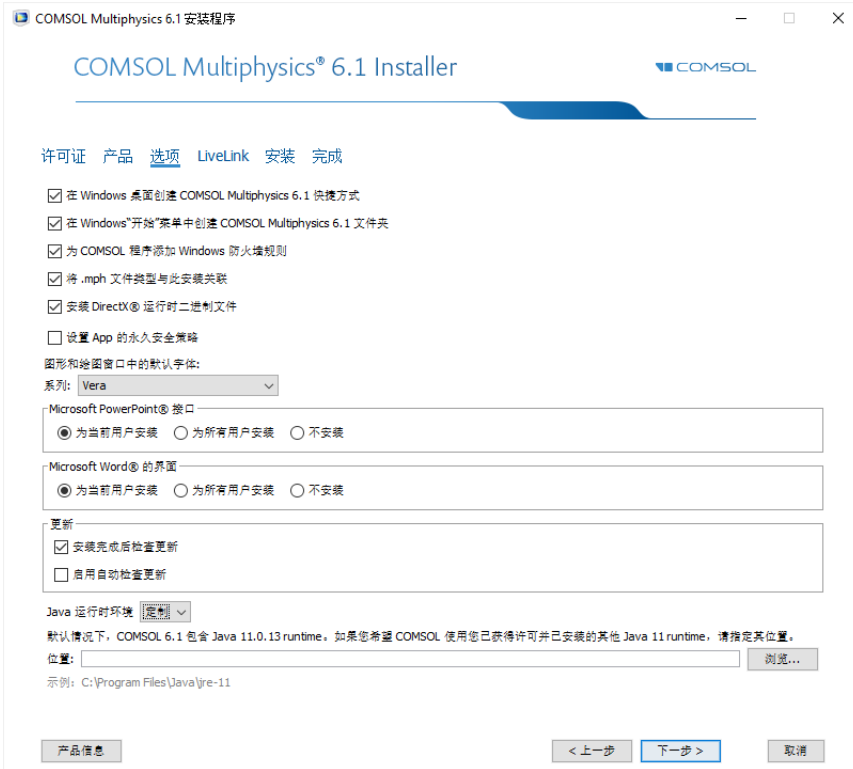 COMSOL Multiphysics 6.1 安装程序
COMSOL Multiphysics® 6.1 Installer
COMSOL
许可证 产品 选项 LiveLink 安装 完成
在 Windows 桌面创建 COMSOL Multiphysics 6.1 快捷方式
在 Windows“开始”菜单中创建 COMSOL Multiphysics 6.1 文件夹
为 COMSOL 程序添加 Windows 防火墙规则
将 .mph 文件类型与此安装关联
安装 DirectX® 运行时二进制文件
设置 App 的永久安全策略
图形和绘图窗口中的默认字体:
系列: Vera
Microsoft PowerPoint® 接口
为当前用户安装 为所有用户安装 不安装
Microsoft Word® 的界面
为当前用户安装 为所有用户安装 不安装
更新
安装完成后检查更新
启用自动检查更新
Java 运行时环境 定制
默认情况下，COMSOL 6.1 包含 Java 11.0.13 runtime。如果您希望 COMSOL 使用您已获得许可并已安装的其他 Java 11 runtime，请指定其位置。
位置: 浏览...
示例：C:\Program Files\Java\jre-11
产品信息 < 上一步 下一步 > 取消